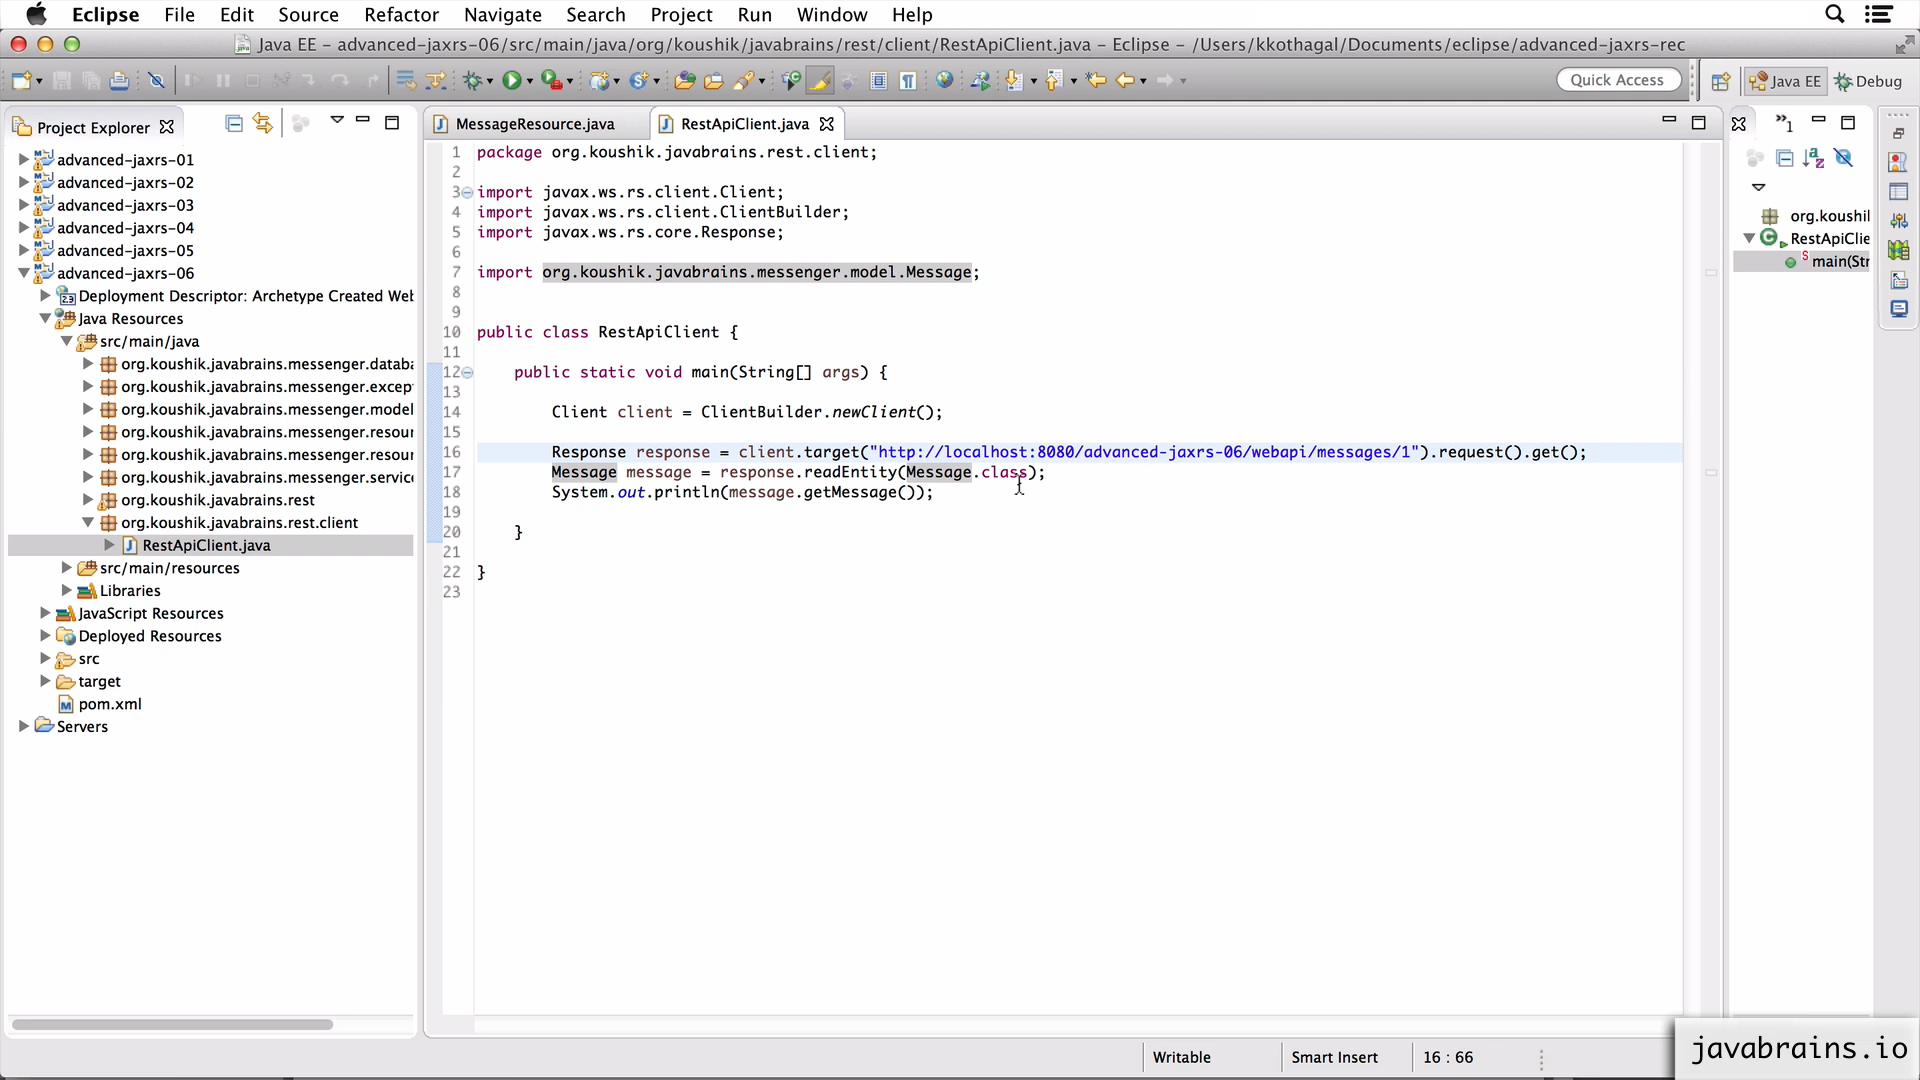 Eclipse File Edit Source Refactor Navigate Search Project Run Window Help
Java EE – advanced-jaxrs-06/src/main/java/org/koushik/javabrains/rest/client/RestApiClient.java – Eclipse – /Users/kkothagal/Documents/eclipse/advanced-jaxrs-rec
Quick Access
Java EE
Debug
Project Explorer
advanced-jaxrs-01
advanced-jaxrs-02
advanced-jaxrs-03
advanced-jaxrs-04
advanced-jaxrs-05
advanced-jaxrs-06
Deployment Descriptor: Archetype Created Web
Java Resources
src/main/java
org.koushik.javabrains.messenger.databa
org.koushik.javabrains.messenger.excep
org.koushik.javabrains.messenger.model
org.koushik.javabrains.messenger.resour
org.koushik.javabrains.messenger.resou
org.koushik.javabrains.messenger.service
org.koushik.javabrains.rest
org.koushik.javabrains.rest.client
RestApiClient.java
src/main/resources
Libraries
JavaScript Resources
Deployed Resources
src
target
pom.xml
Servers
MessageResource.java
RestApiClient.java
1 package org.koushik.javabrains.rest.client;
2
3 import javax.ws.rs.client.Client;
4 import javax.ws.rs.client.ClientBuilder;
5 import javax.ws.rs.core.Response;
6
7 import org.koushik.javabrains.messenger.model.Message;
8
9
10 public class RestApiClient {
11
12 public static void main(String[] args) {
13
14 Client client = ClientBuilder.newClient();
15
16 Response response = client.target("http://localhost:8080/advanced-jaxrs-06/webapi/messages/1").request().get();
17 Message message = response.readEntity(Message.class);
18 System.out.println(message.getMessage());
19
20 }
21
22 }
23
»1
org.koushil
RestApiClie
main(Str
Writable
Smart Insert
16 : 66
javabrains.io